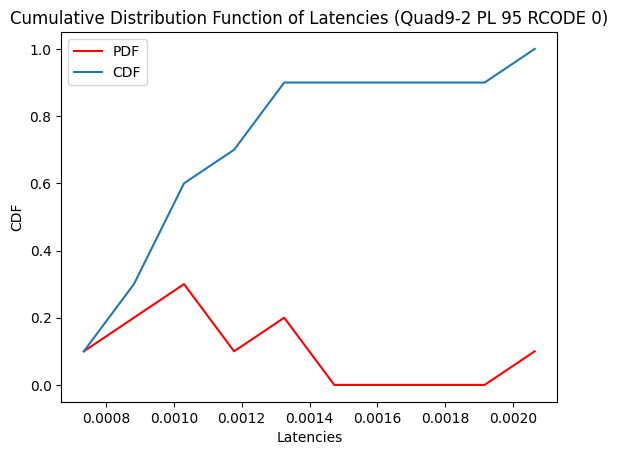 Cumulative Distribution Function of Latencies (Quad9-2 PL 95 RCODE 0)
PDF
CDF
1.0
0.8
0.6
0.4
0.2
0.0
CDF
0.0008
0.0010
0.0012
0.0014
0.0016
0.0018
0.0020
Latencies